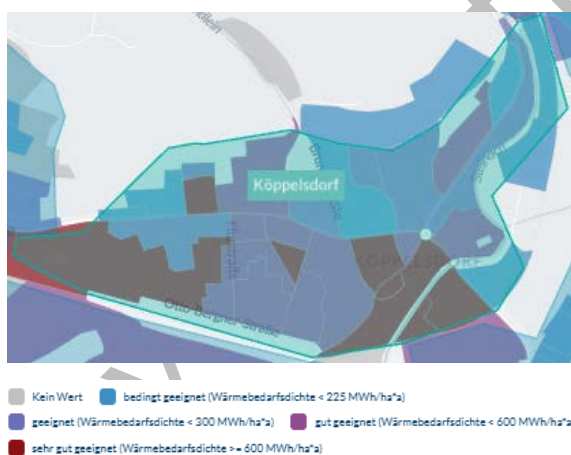 Köppelsdorf
KÖPPELSDORF
Otto-Bergner-Straße
Kein Wert
bedingt geeignet (Wärmebedarfsdichte < 225 MWh/ha*a)
geeignet (Wärmebedarfsdichte < 300 MWh/ha*a)
gut geeignet (Wärmebedarfsdichte < 600 MWh/ha*a)
sehr gut geeignet (Wärmebedarfsdichte >= 600 MWh/ha*a)